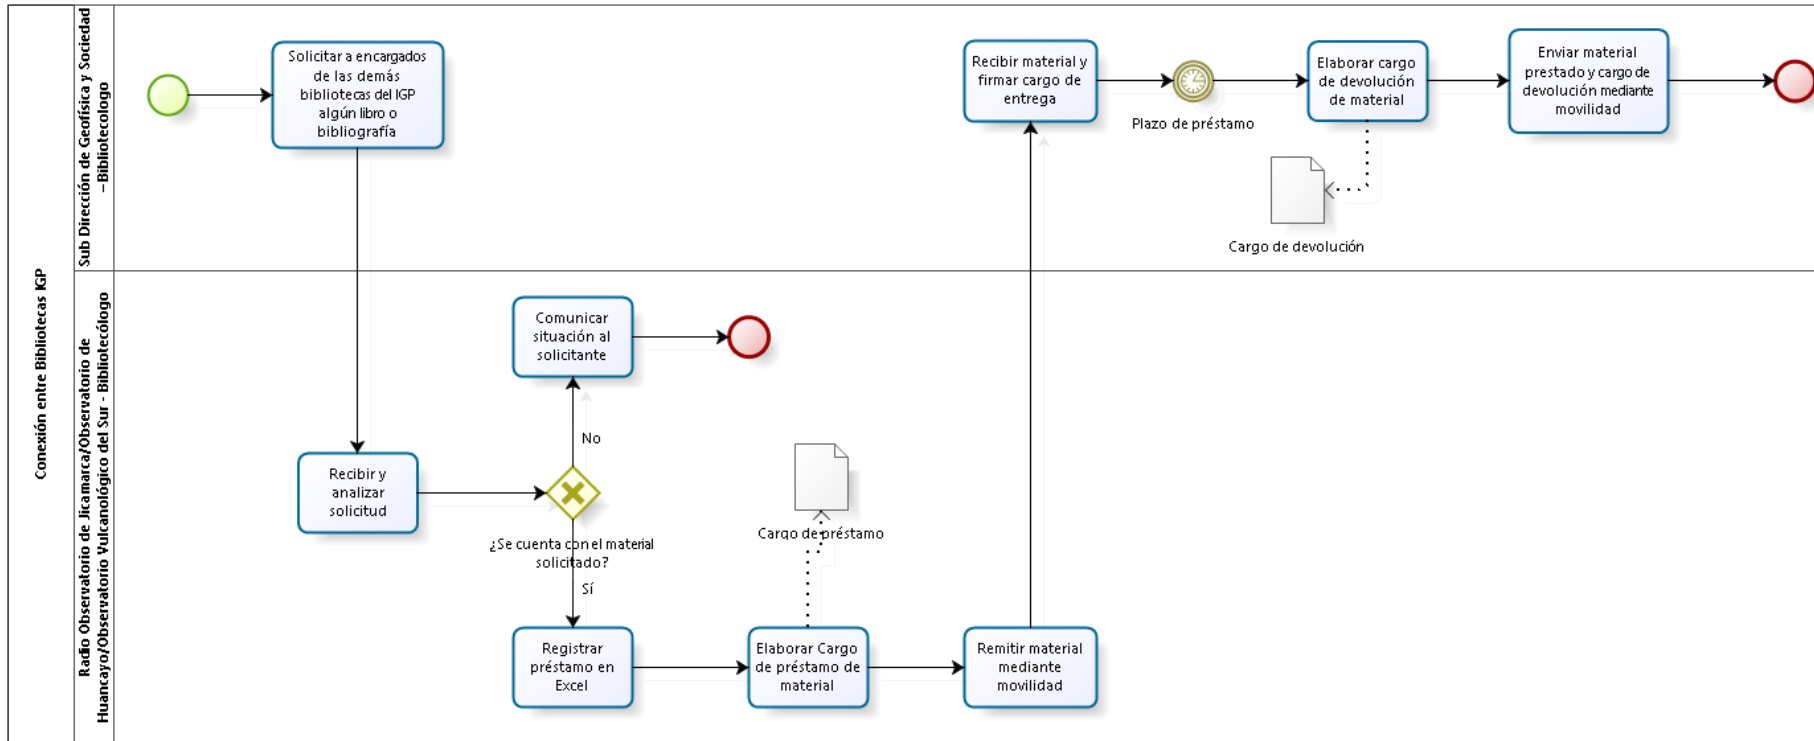 Conexión entre Bibliotecas IGP
Sub Dirección de Geofísica y Sociedad
–Bibliotecologo
Solicitar a encargados
de las demás
bibliotecas del IGP
algún libro o
bibliografía
Recibir material y
firmar cargo de
entrega
Plazo de préstamo
Elaborar cargo
de devolución
de material
Cargo de devolución
Enviar material
prestado y cargo de
devolución mediante
movilidad
Radio Observatorio de Jicamarca/Observatorio de
Huancayo/Observatorio Vulcanológico del Sur - Bibliotecólogo
Recibir y
analizar
solicitud
¿Se cuenta con el material
solicitado?
No
Comunicar
situación al
solicitante
Sí
Registrar
préstamo en
Excel
Elaborar Cargo
de préstamo de
material
Cargo de préstamo
Remitir material
mediante
movilidad